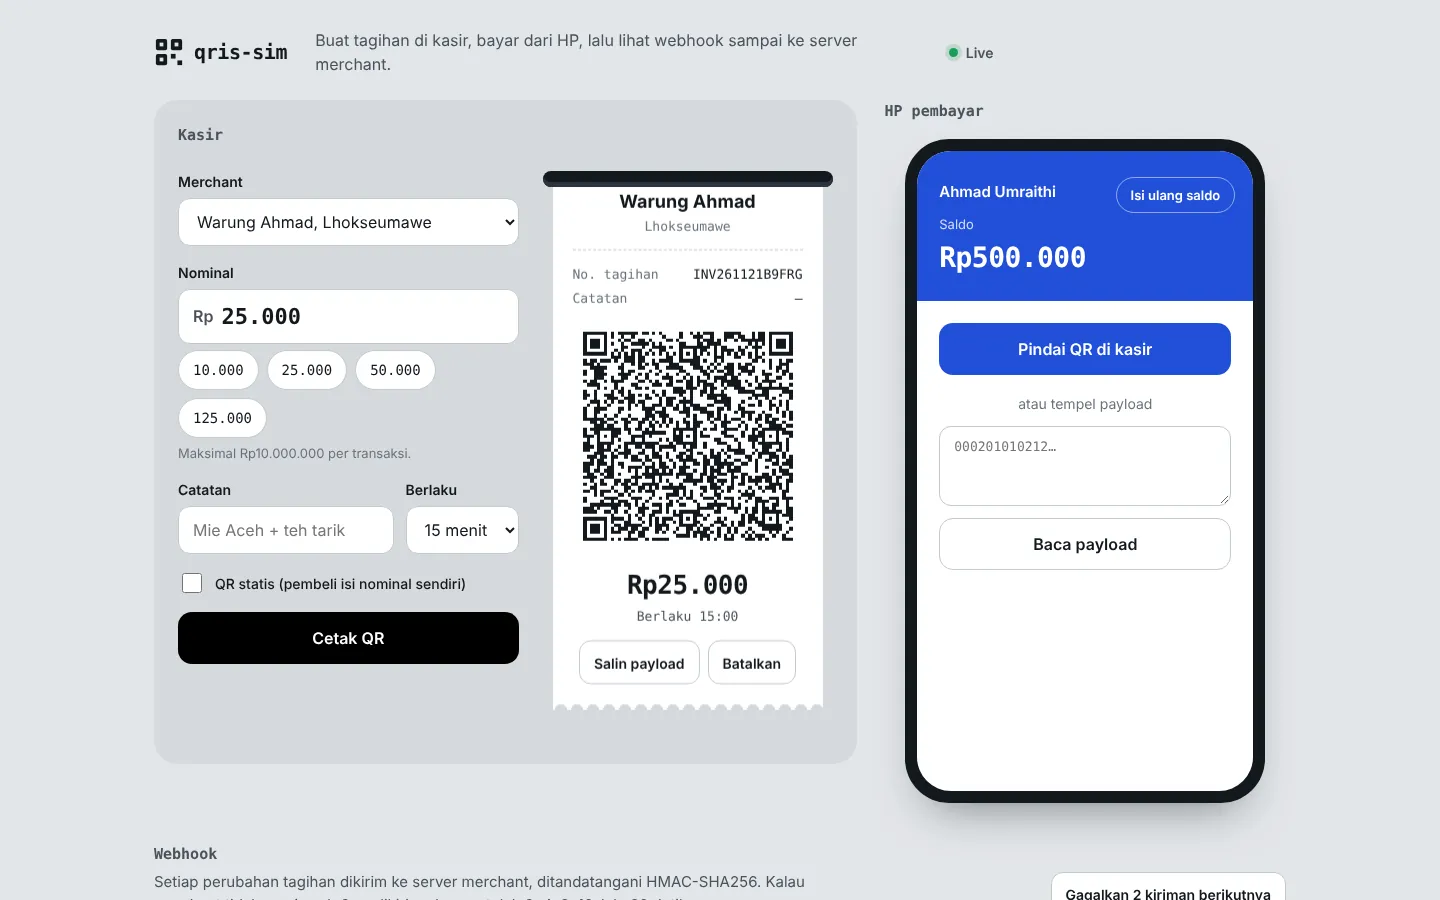 qris-sim
Buat tagihan di kasir, bayar dari HP, lalu lihat webhook sampai ke server
merchant.
Live
Kasir
Merchant
Warung Ahmad, Lhokseumawe
Nominal
Rp 25.000
10.000
25.000
50.000
125.000
Maksimal Rp10.000.000 per transaksi.
Catatan
Berlaku
Mie Aceh + teh tarik
15 menit
QR statis (pembeli isi nominal sendiri)
Cetak QR
Warung Ahmad
Lhokseumawe
No. tagihan INV261121B9FRG
Catatan –
Rp25.000
Berlaku 15:00
Salin payload
Batalkan
HP pembayar
Ahmad Umraithi
Isi ulang saldo
Saldo
Rp500.000
Pindai QR di kasir
atau tempel payload
000201010212…
Baca payload
Webhook
Setiap perubahan tagihan dikirim ke server merchant, ditandatangani HMAC-SHA256. Kalau
Gagalkan 2 kiriman berikutnya